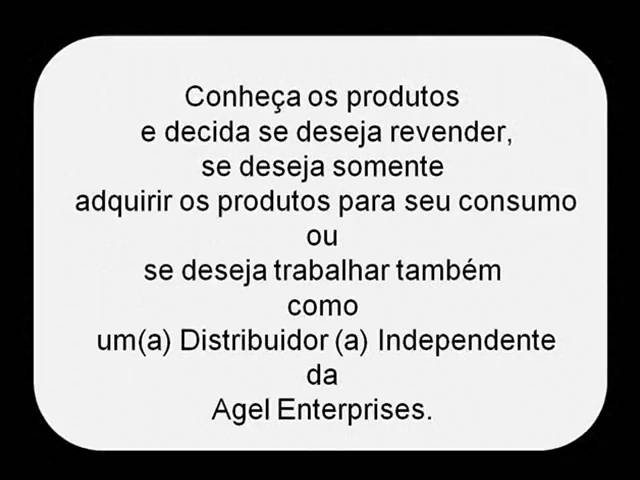 Conheça os produtos
e decida se deseja revender,
se deseja somente
adquirir os produtos para seu consumo
ou
se deseja trabalhar também
como
um(a) Distribuidor (a) Independente
da
Agel Enterprises.